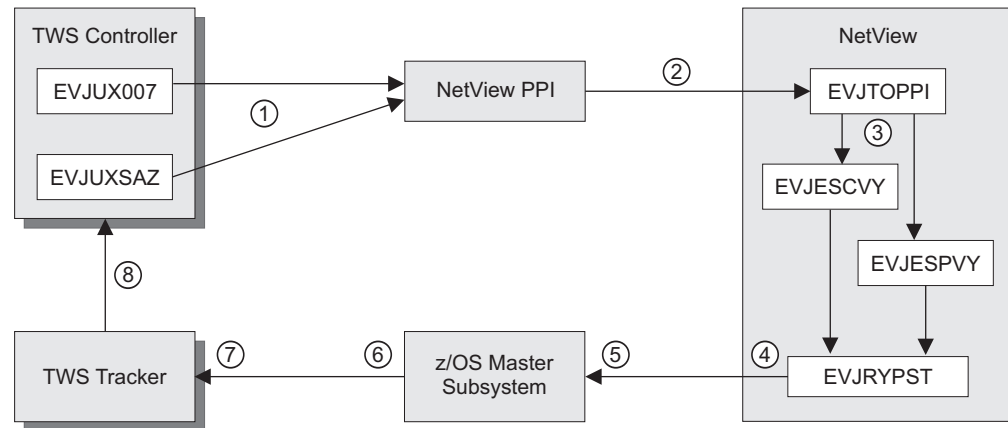 TWS Controller
EVJUX007
EVJUXSAZ
1
NetView PPI
2
NetView
EVJTOPPI
3
EVJESCVY
EVJESPVY
EVJRYPST
4
5
z/OS Master
Subsystem
6
7
TWS Tracker
8